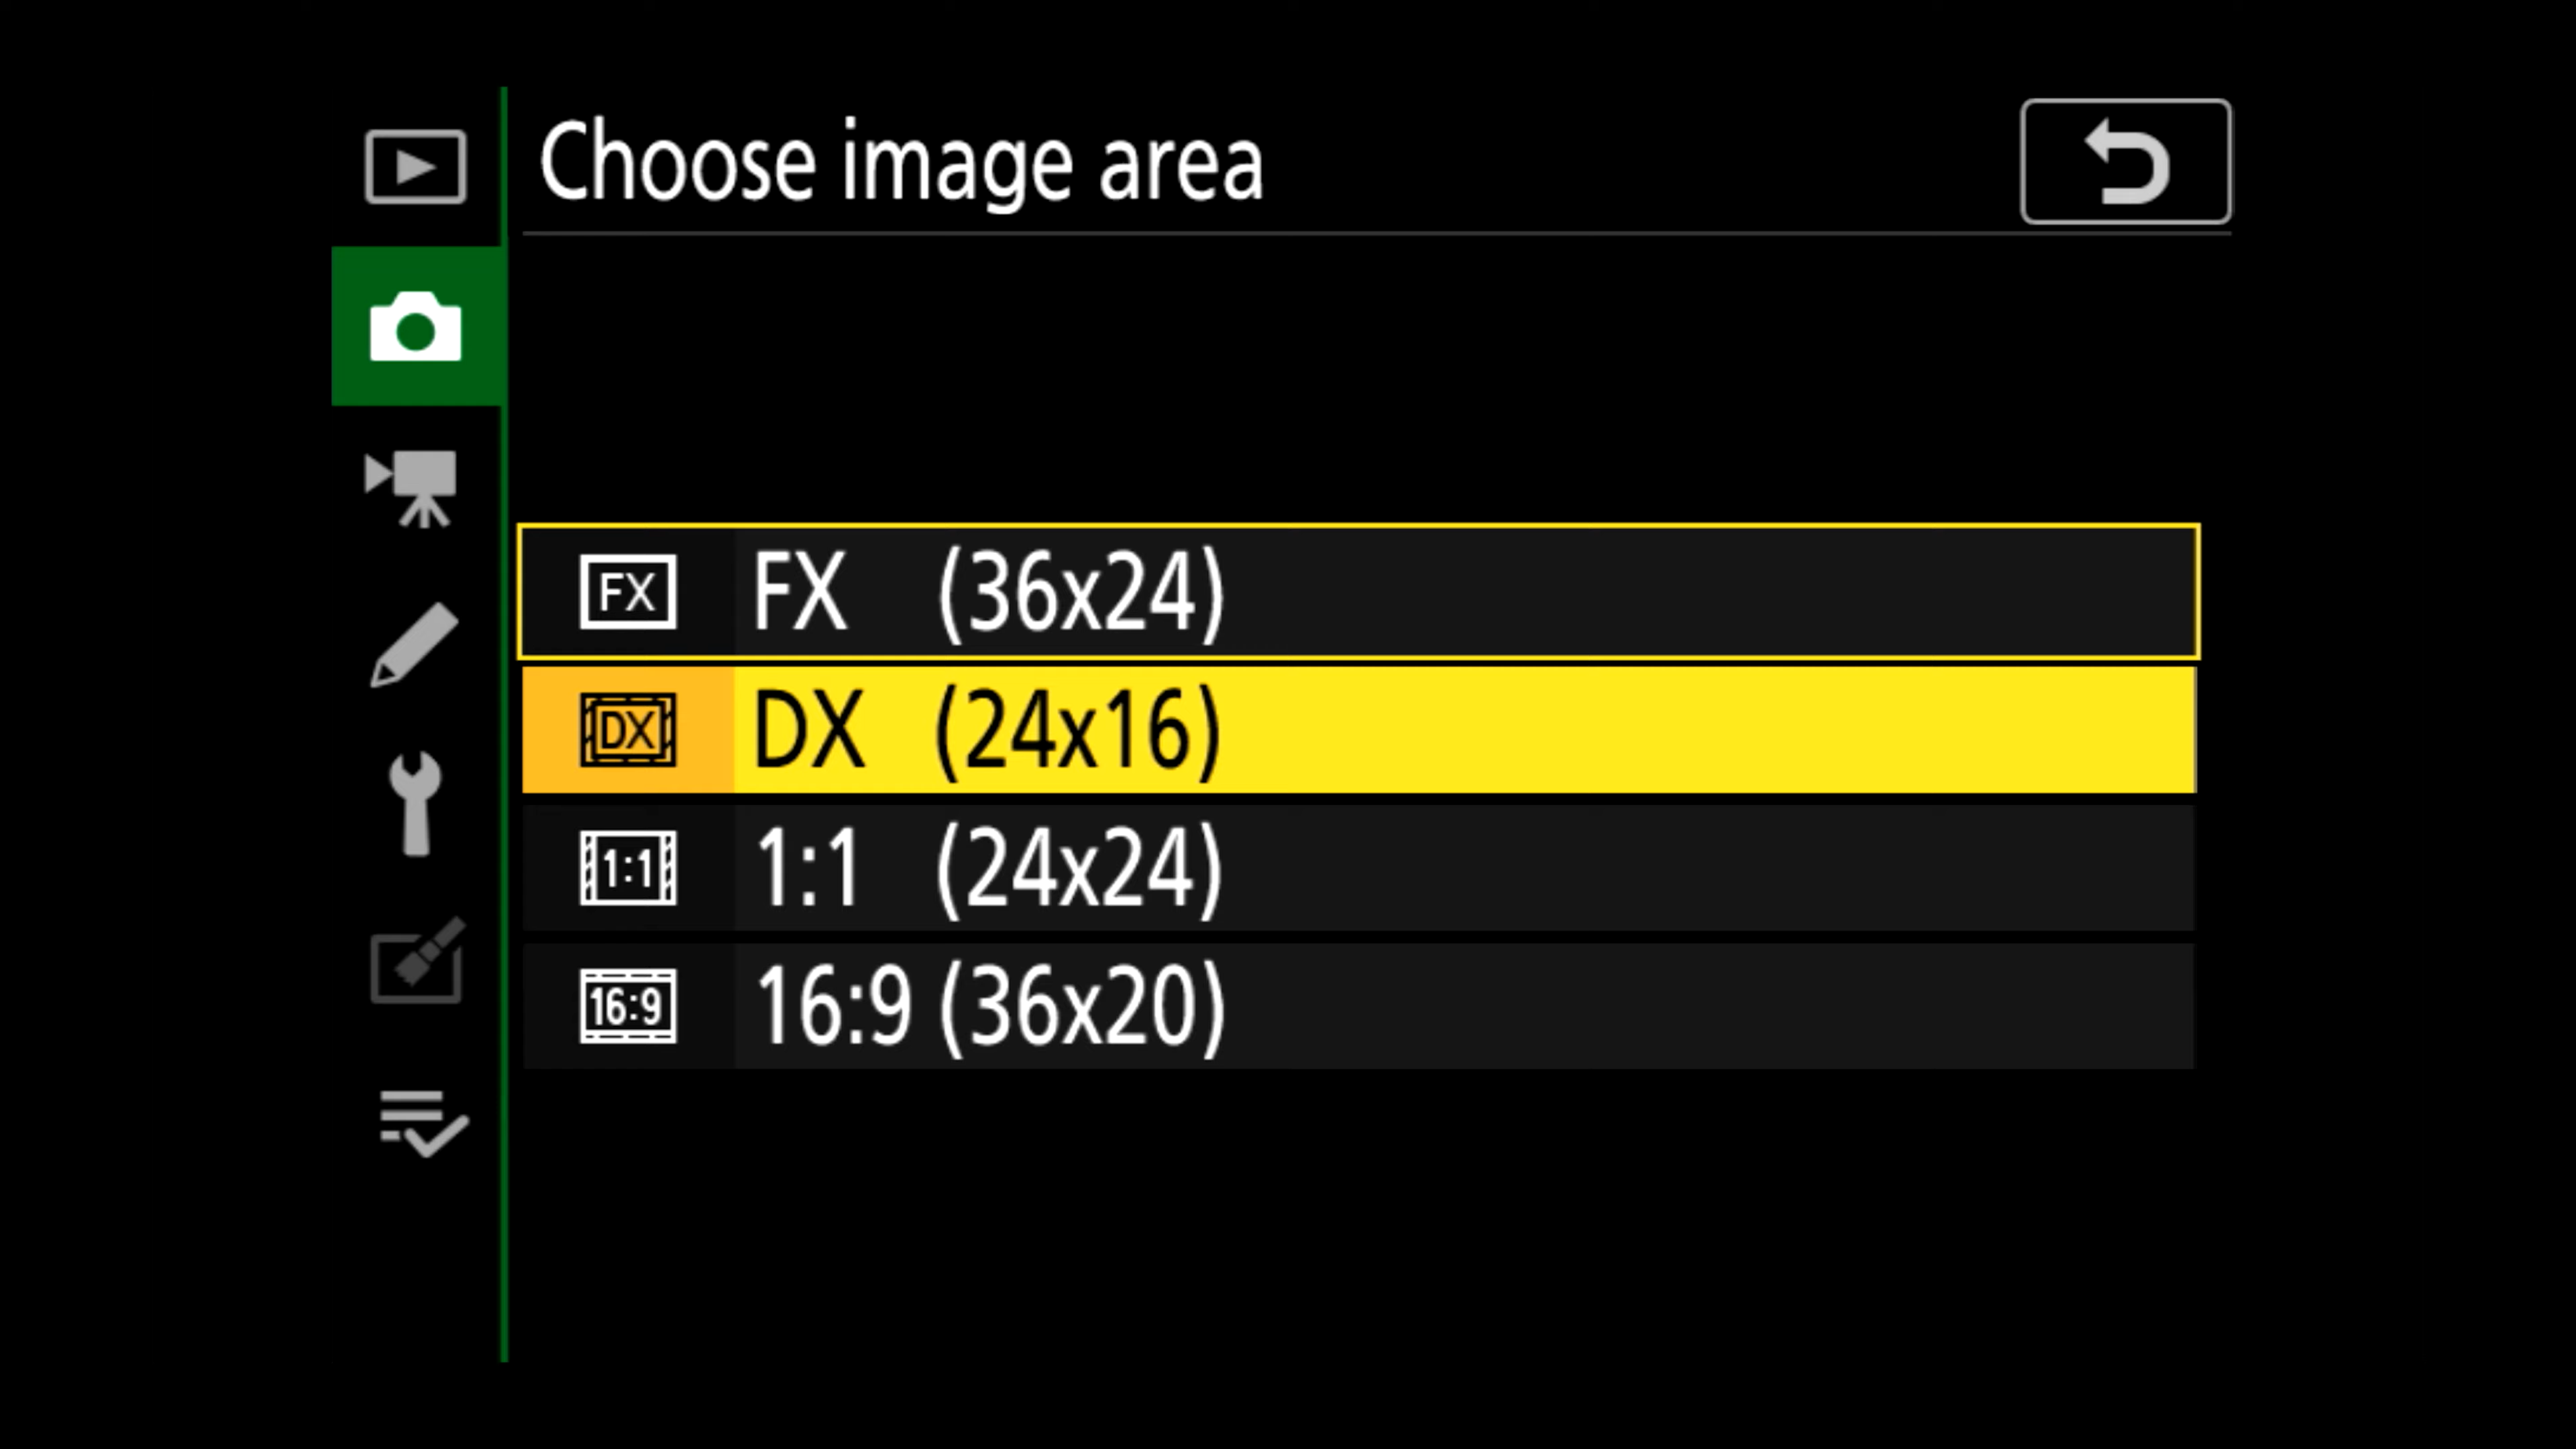 Choose image area
FX FX (36x24)
DX DX (24x16)
1:1 1:1 (24x24)
16:9 16:9 (36x20)